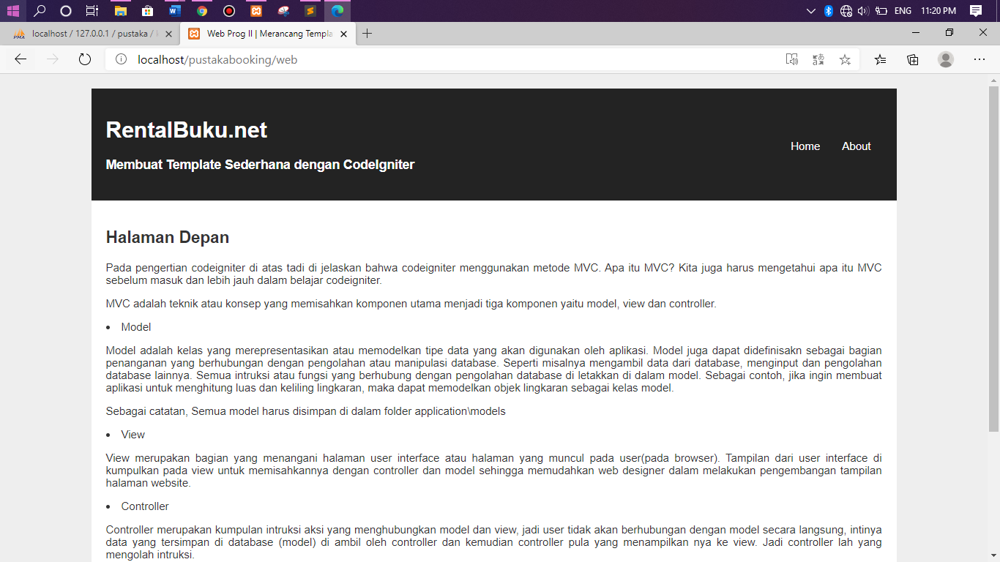 ENG 11:20 PM
localhost / 127.0.0.1 / pustaka /
Web Prog II | Merancang Templa
localhost/pustakabooking/web
RentalBuku.net
Membuat Template Sederhana dengan CodeIgniter
Home About
Halaman Depan
Pada pengertian codeigniter di atas tadi di jelaskan bahwa codeigniter menggunakan metode MVC. Apa itu MVC? Kita juga harus mengetahui apa itu MVC
sebelum masuk dan lebih jauh dalam belajar codeigniter.
MVC adalah teknik atau konsep yang memisahkan komponen utama menjadi tiga komponen yaitu model, view dan controller.
• Model
Model adalah kelas yang merepresentasikan atau memodelkan tipe data yang akan digunakan oleh aplikasi. Model juga dapat didefinisakn sebagai bagian
penanganan yang berhubungan dengan pengolahan atau manipulasi database. Seperti misalnya mengambil data dari database, menginput dan pengolahan
database lainnya. Semua intruksi atau fungsi yang berhubung dengan pengolahan database di letakkan di dalam model. Sebagai contoh, jika ingin membuat
aplikasi untuk menghitung luas dan keliling lingkaran, maka dapat memodelkan objek lingkaran sebagai kelas model.
Sebagai catatan, Semua model harus disimpan di dalam folder application\models
• View
View merupakan bagian yang menangani halaman user interface atau halaman yang muncul pada user(pada browser). Tampilan dari user interface di
kumpulkan pada view untuk memisahkannya dengan controller dan model sehingga memudahkan web designer dalam melakukan pengembangan tampilan
halaman website.
• Controller
Controller merupakan kumpulan intruksi aksi yang menghubungkan model dan view, jadi user tidak akan berhubungan dengan model secara langsung, intinya
data yang tersimpan di database (model) di ambil oleh controller dan kemudian controller pula yang menampilkan nya ke view. Jadi controller lah yang
mengolah intruksi.